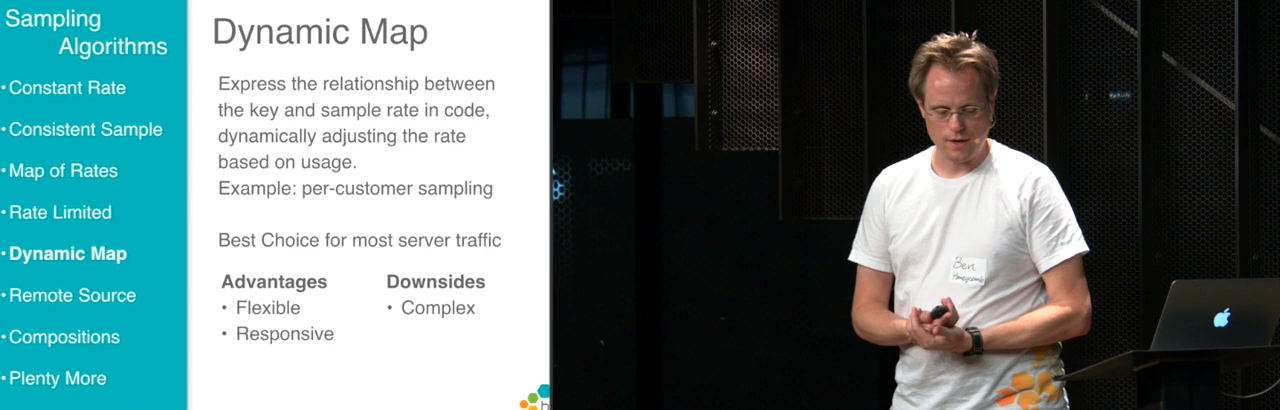 Sampling
Algorithms
•Constant Rate
•Consistent Sample
•Map of Rates
•Rate Limited
•Dynamic Map
•Remote Source
•Compositions
•Plenty More
Dynamic Map
Express the relationship between
the key and sample rate in code,
dynamically adjusting the rate
based on usage.
Example: per-customer sampling
Best Choice for most server traffic
Advantages
• Flexible
• Responsive
Downsides
• Complex
h
Ben
Honeycomb